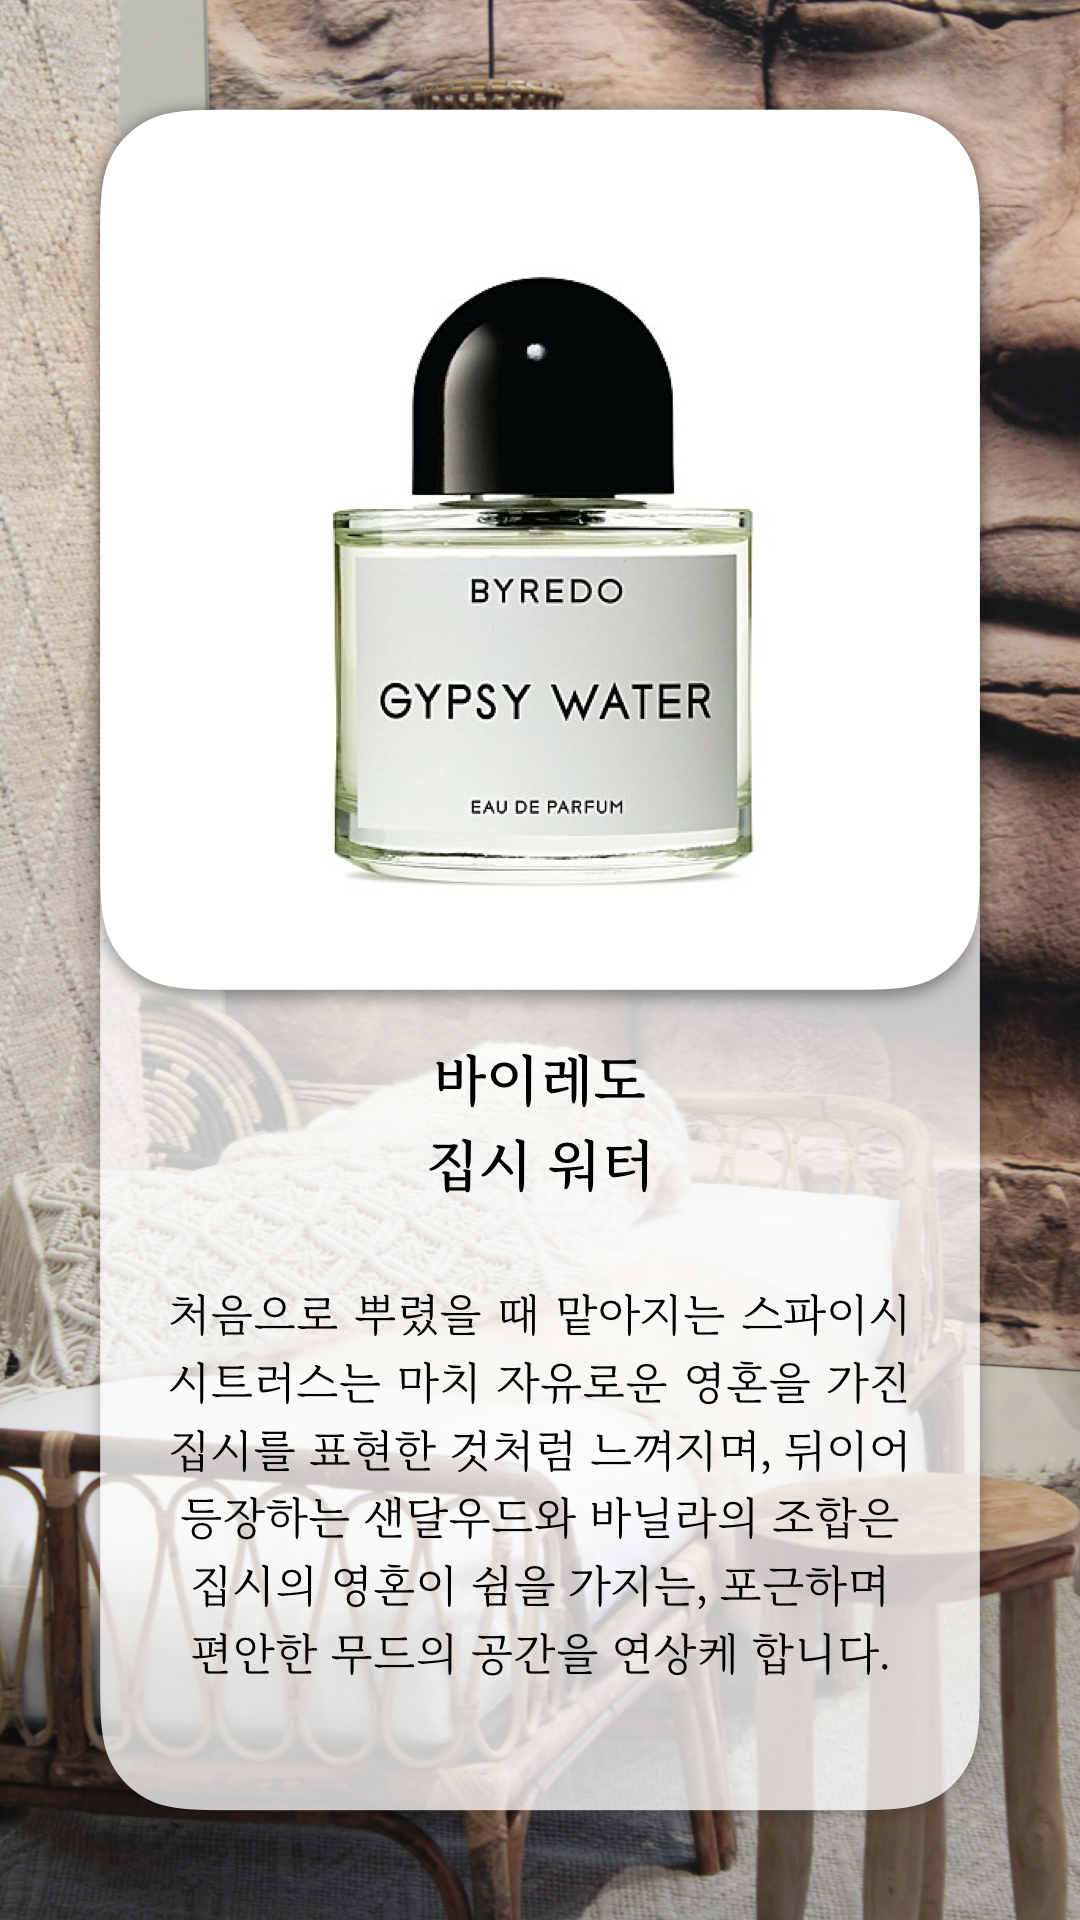 BYREDO
GYPSY WATER
EAU DE PARFUM
바이레도
집시 워터
처음으로 뿌렸을 때 맡아지는 스파이시
시트러스는 마치 자유로운 영혼을 가진
집시를 표현한 것처럼 느껴지며, 뒤이어
등장하는 샌달우드와 바닐라의 조합은
집시의 영혼이 쉼을 가지는, 포근하며
편안한 무드의 공간을 연상케 합니다.